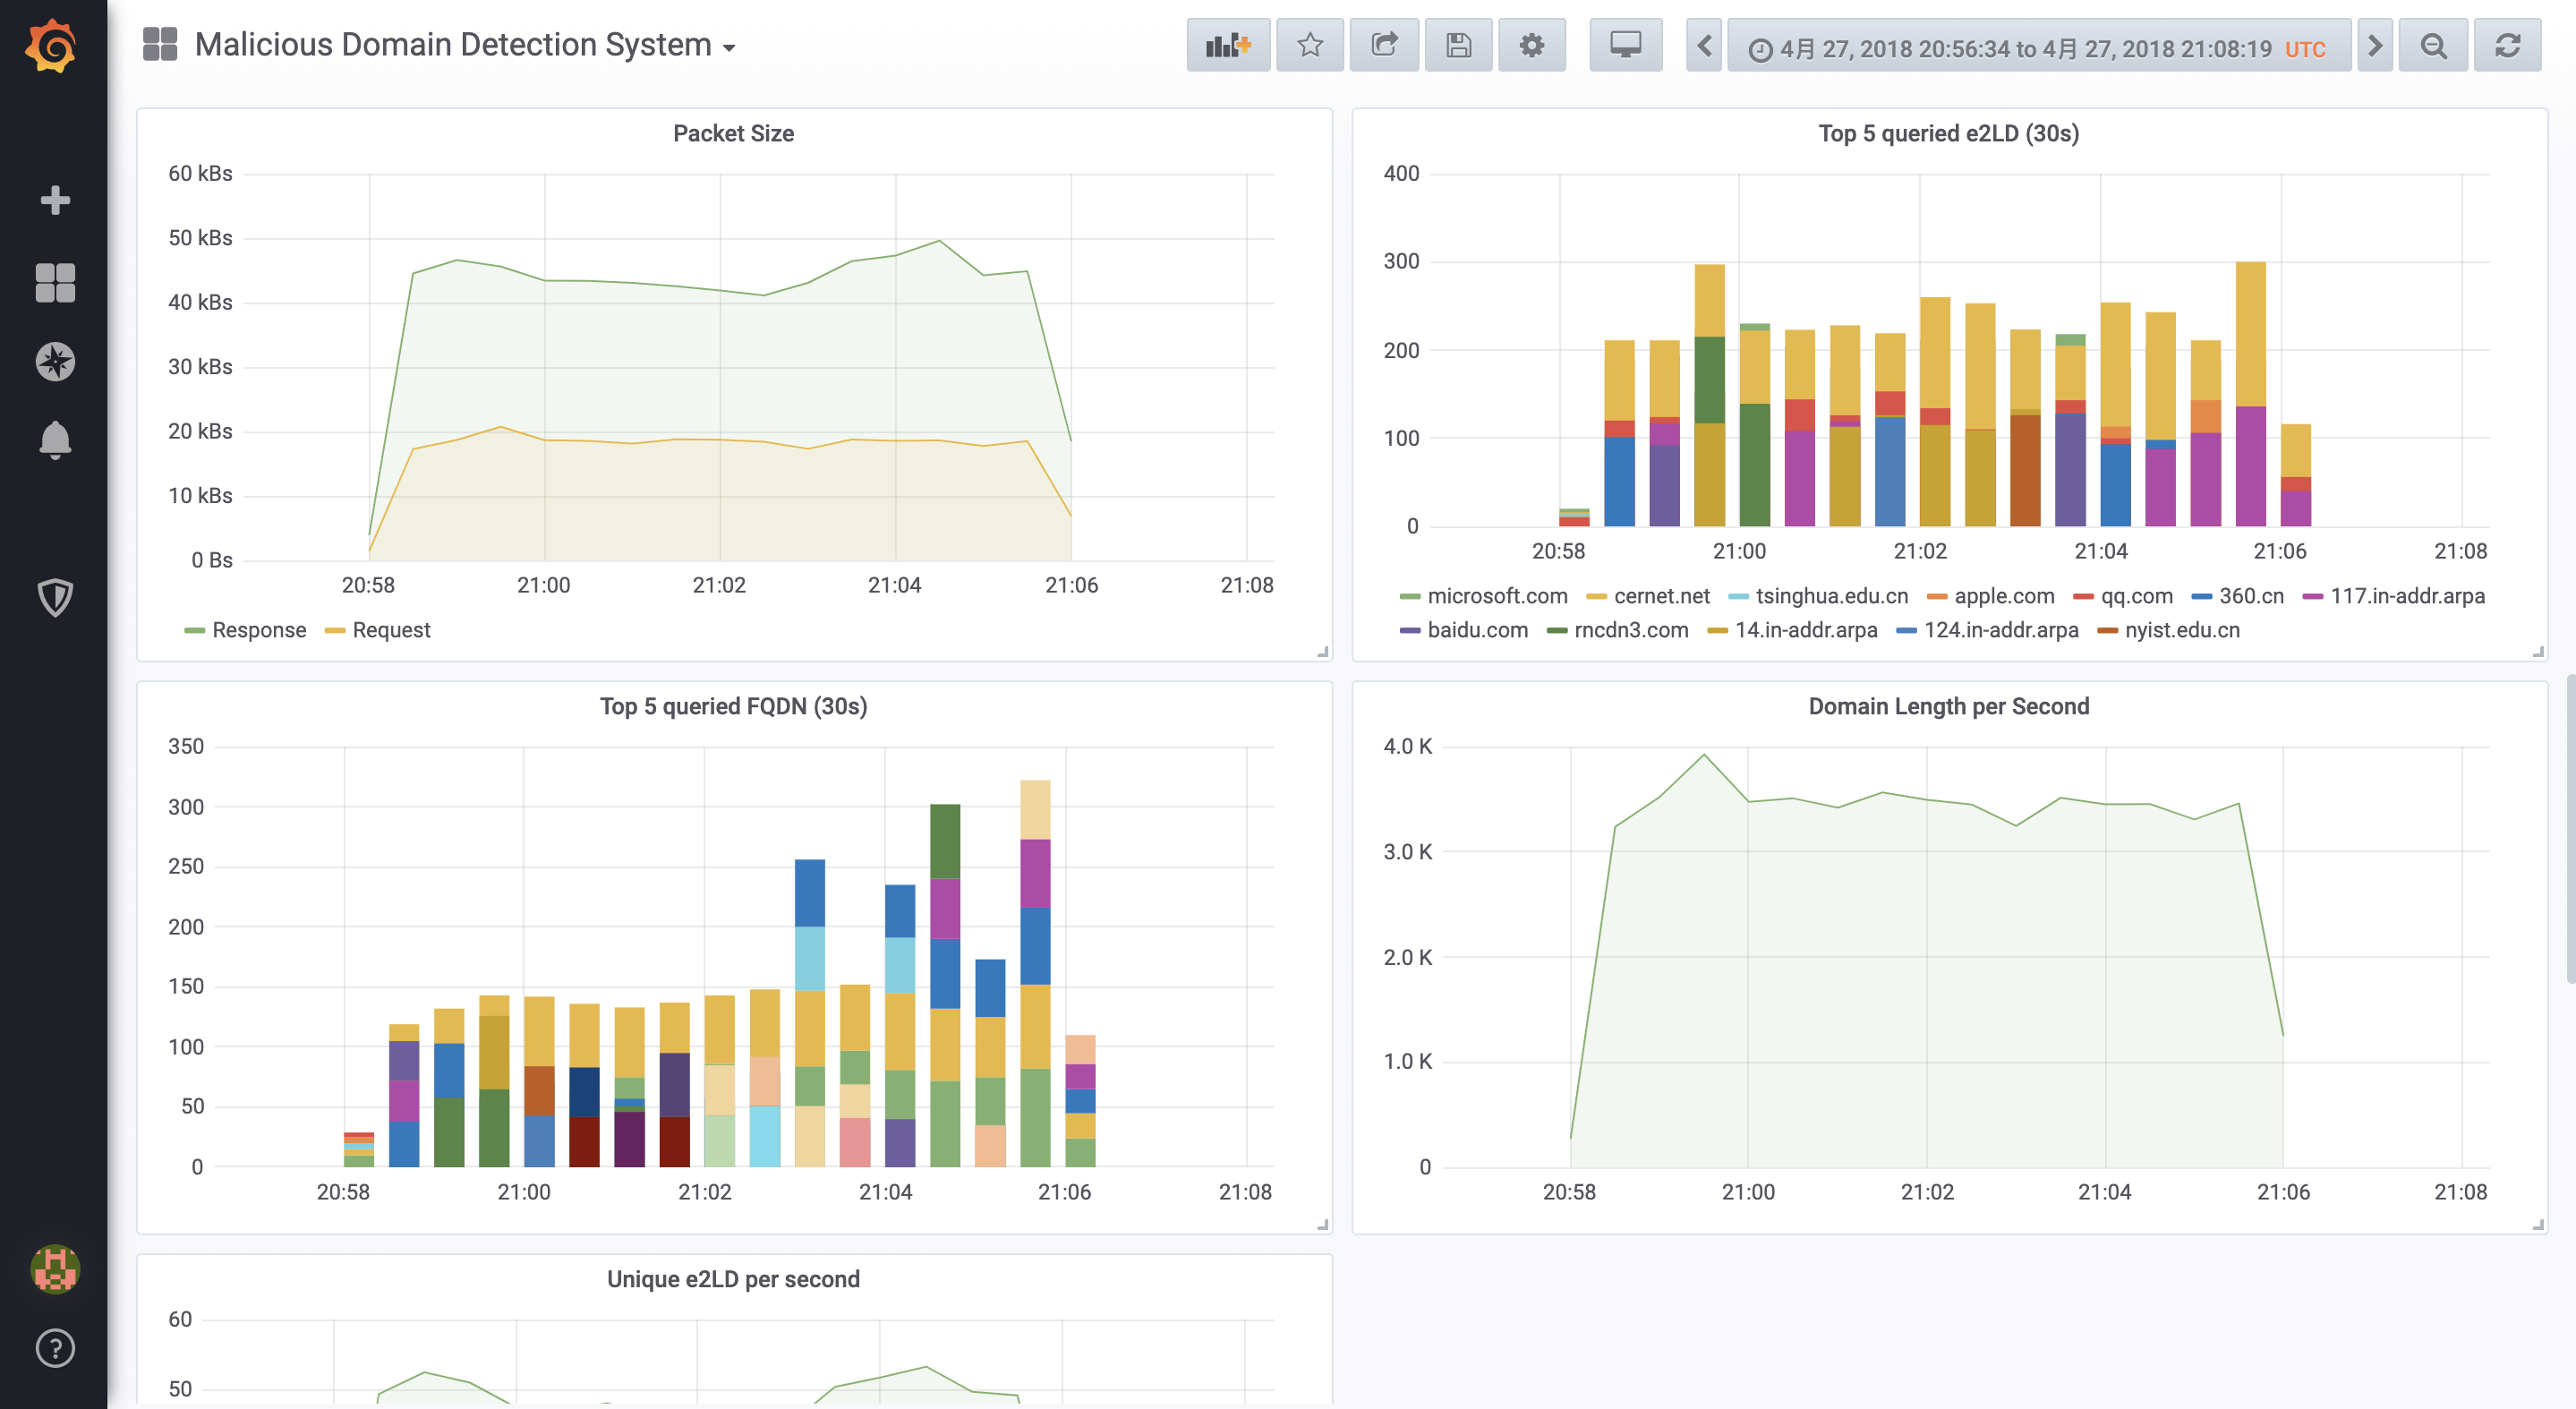 Malicious Domain Detection System
4月 27, 2018 20:56:34 to 4月 27, 2018 21:08:19 UTC
Packet Size
60 kBs
50 kBs
40 kBs
30 kBs
20 kBs
10 kBs
0 Bs
20:58 21:00 21:02 21:04 21:06 21:08
Response Request
Top 5 queried e2LD (30s)
400
300
200
100
0
20:58 21:00 21:02 21:04 21:06 21:08
microsoft.com cernet.net tsinghua.edu.cn apple.com qq.com 360.cn 117.in-addr.arpa
baidu.com rncdn3.com 14.in-addr.arpa 124.in-addr.arpa nyist.edu.cn
Top 5 queried FQDN (30s)
350
300
250
200
150
100
50
0
20:58 21:00 21:02 21:04 21:06 21:08
Domain Length per Second
4.0 K
3.0 K
2.0 K
1.0 K
0
20:58 21:00 21:02 21:04 21:06 21:08
Unique e2LD per second
60
50
?